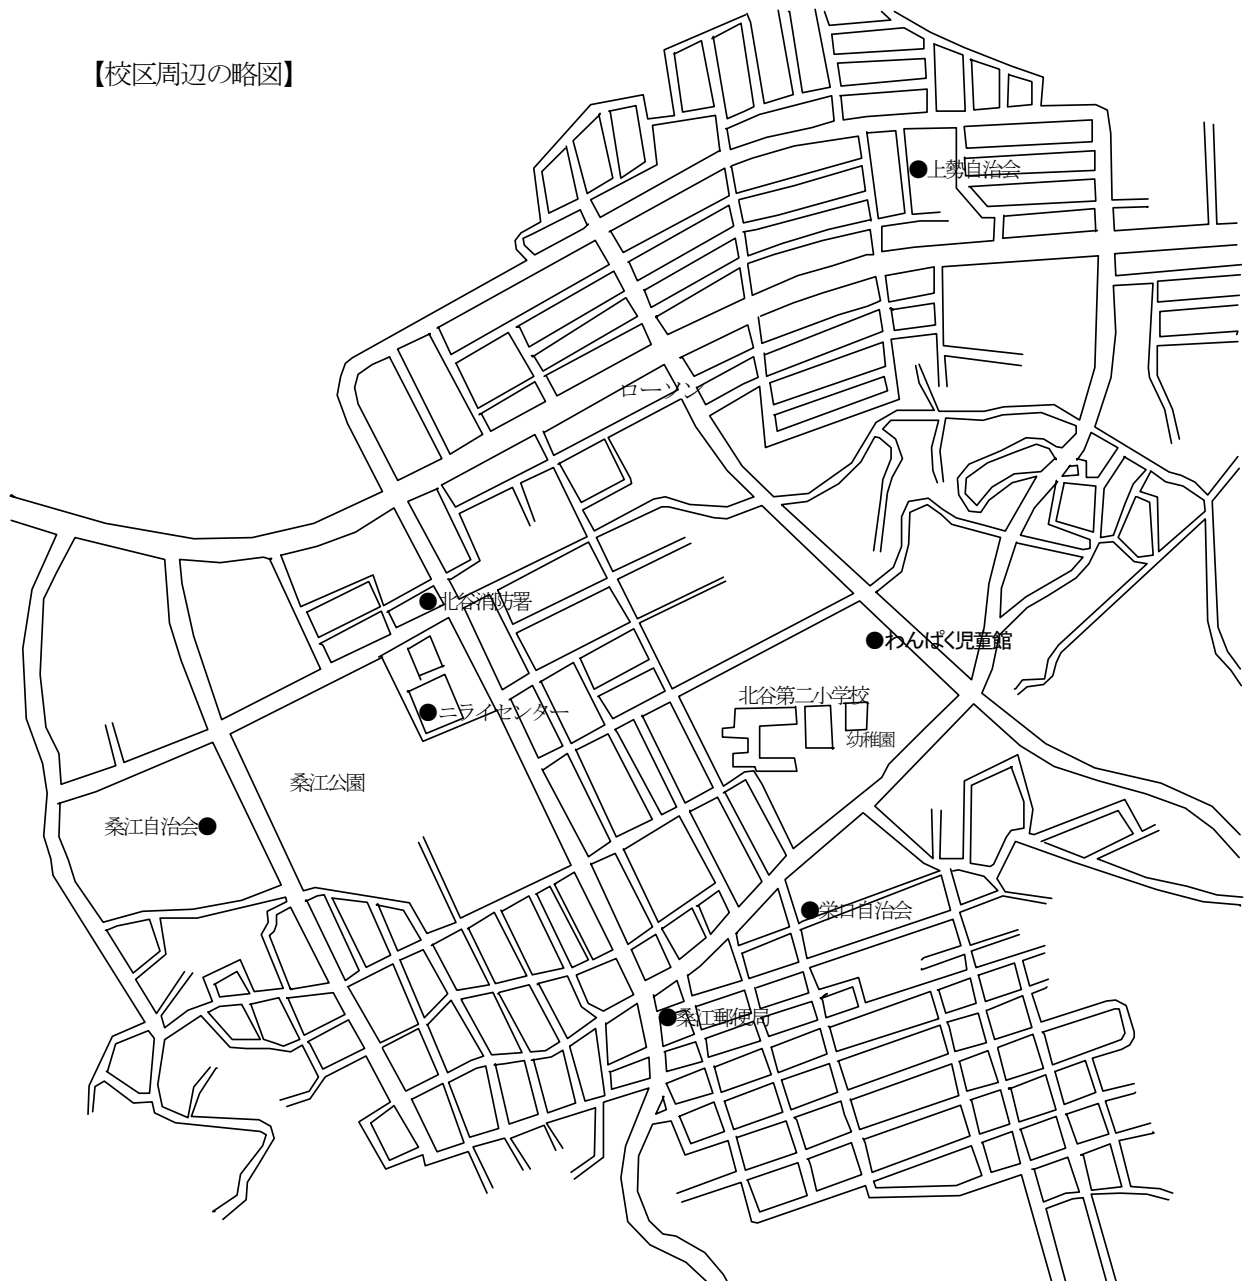 【校区周辺の略図】
●上勢自治会
ローソン
●北谷消防署
●わんぱく児童館
北谷第二小学校
●ニライセンター
幼稚園
桑江公園
桑江自治会●
●栄口自治会
●桑江郵便局